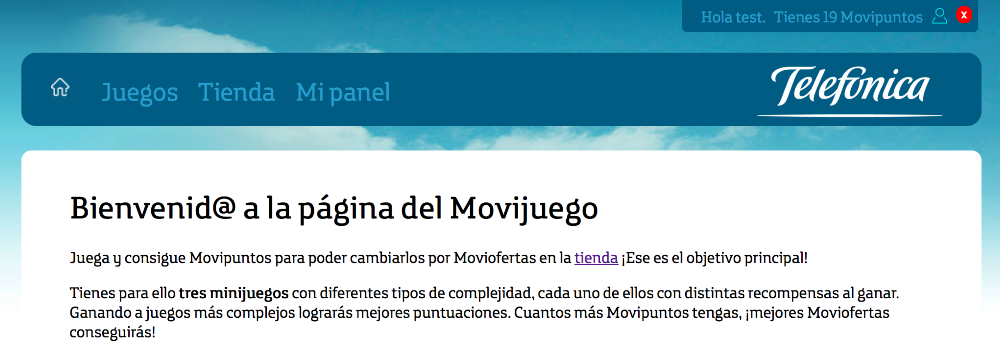 Hola test. Tienes 19 Movipuntos X
Juegos Tienda Mi panel
Telefónica
Bienvenid@ a la página del Movijuego
Juega y consigue Movipuntos para poder cambiarlos por Moviofertas en la tienda ¡Ese es el objetivo principal!
Tienes para ello tres minijuegos con diferentes tipos de complejidad, cada uno de ellos con distintas recompensas al ganar.
Ganando a juegos más complejos lograrás mejores puntuaciones. Cuantos más Movipuntos tengas, ¡mejores Moviofertas
conseguirás!